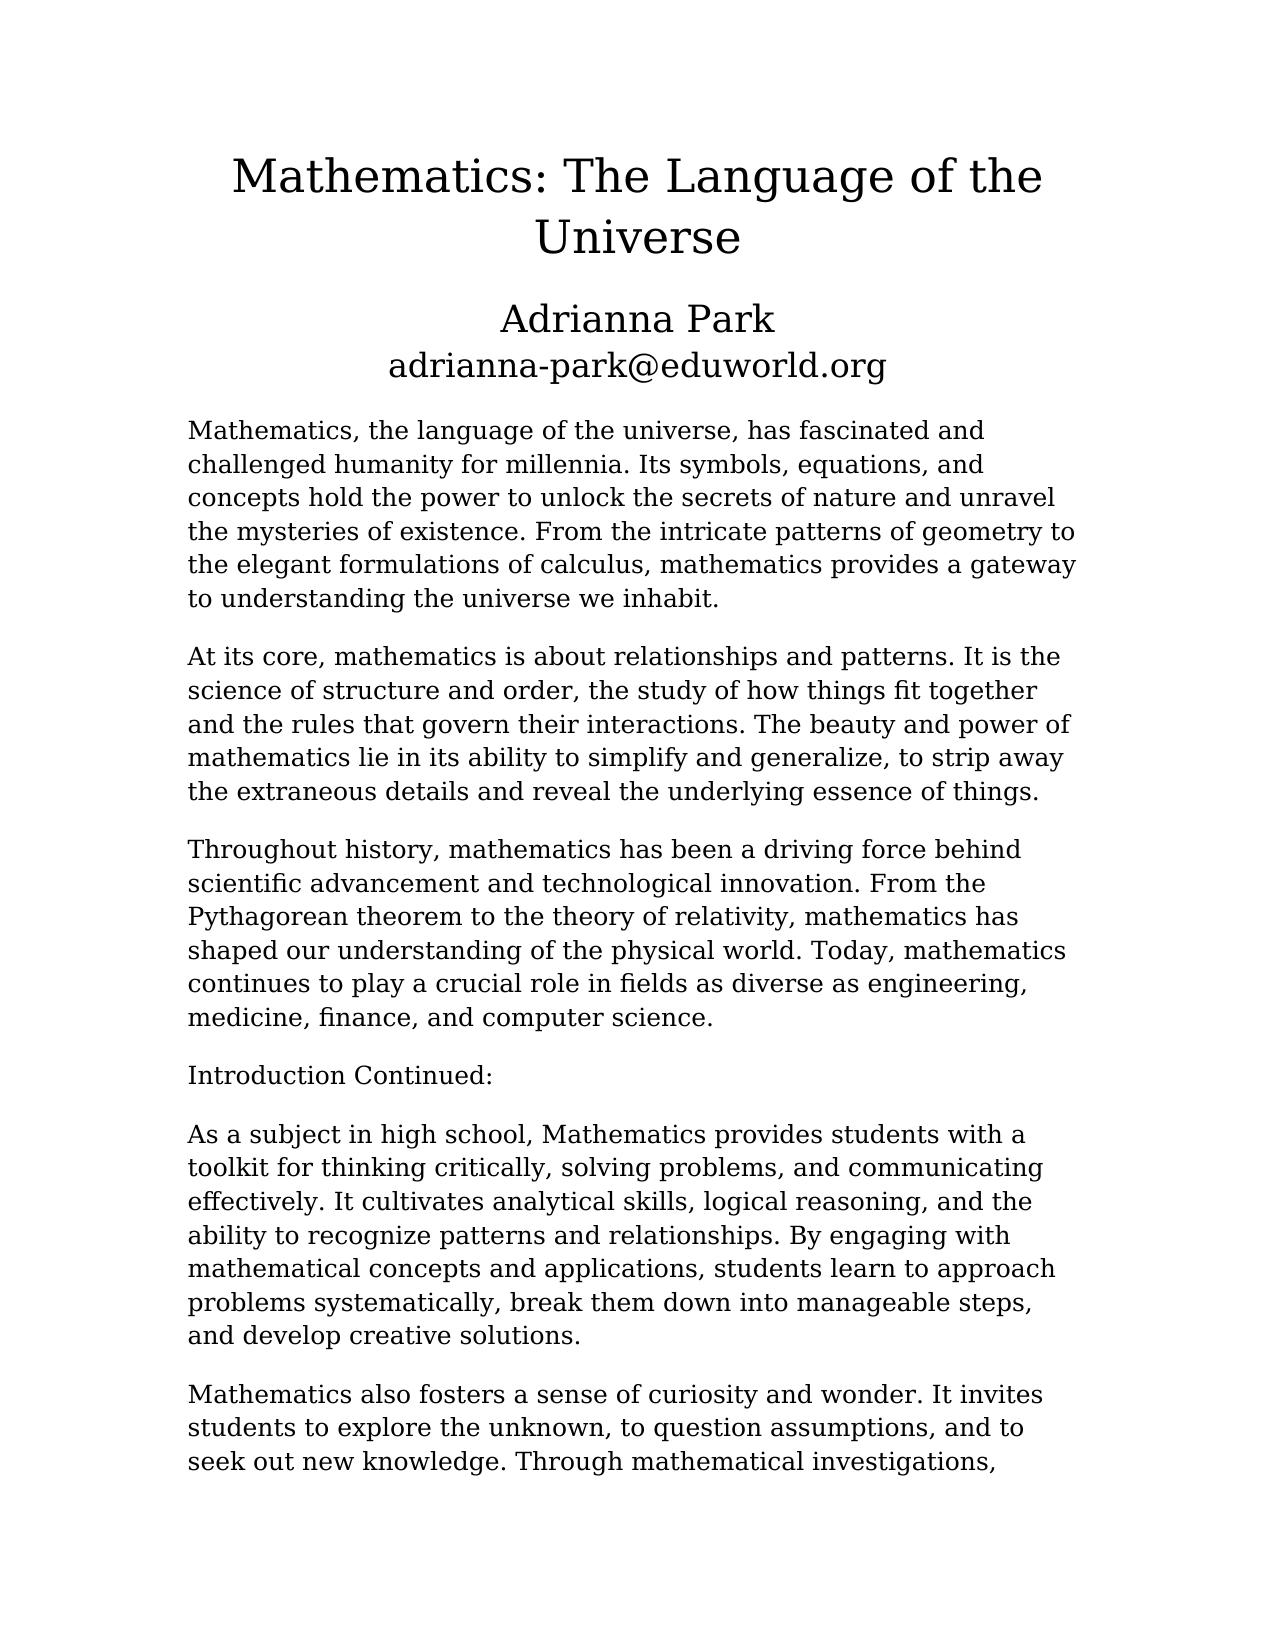 Mathematics: The Language of the
Universe
Adrianna Park
adrianna-park@eduworld.org
Mathematics, the language of the universe, has fascinated and
challenged humanity for millennia. Its symbols, equations, and
concepts hold the power to unlock the secrets of nature and unravel
the mysteries of existence. From the intricate patterns of geometry to
the elegant formulations of calculus, mathematics provides a gateway
to understanding the universe we inhabit.
At its core, mathematics is about relationships and patterns. It is the
science of structure and order, the study of how things fit together
and the rules that govern their interactions. The beauty and power of
mathematics lie in its ability to simplify and generalize, to strip away
the extraneous details and reveal the underlying essence of things.
Throughout history, mathematics has been a driving force behind
scientific advancement and technological innovation. From the
Pythagorean theorem to the theory of relativity, mathematics has
shaped our understanding of the physical world. Today, mathematics
continues to play a crucial role in fields as diverse as engineering,
medicine, finance, and computer science.
Introduction Continued:
As a subject in high school, Mathematics provides students with a
toolkit for thinking critically, solving problems, and communicating
effectively. It cultivates analytical skills, logical reasoning, and the
ability to recognize patterns and relationships. By engaging with
mathematical concepts and applications, students learn to approach
problems systematically, break them down into manageable steps,
and develop creative solutions.
Mathematics also fosters a sense of curiosity and wonder. It invites
students to explore the unknown, to question assumptions, and to
seek out new knowledge. Through mathematical investigations,